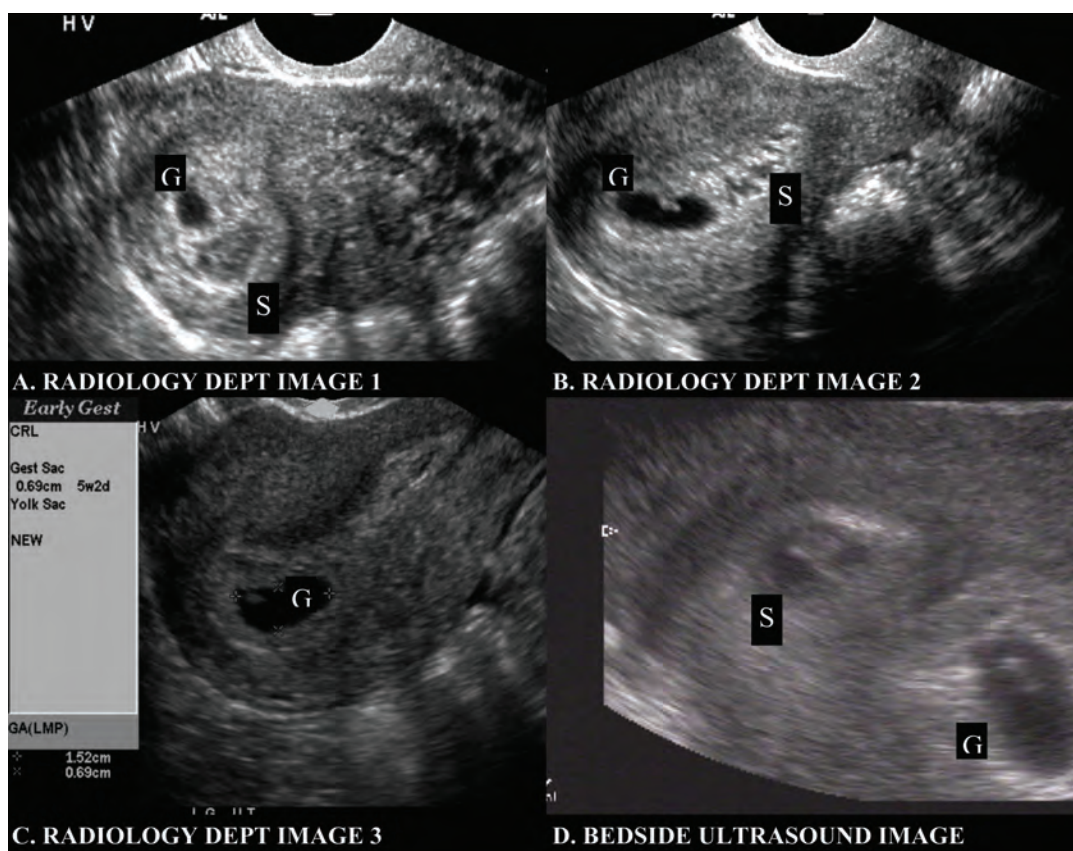 HV
G
S
A. RADIOLOGY DEPT IMAGE 1
G
S
B. RADIOLOGY DEPT IMAGE 2
Early Gest
CRL
Gest Sac
0.69cm 5w2d
Yolk Sac
NEW
GA(LMP)
1.52cm
0.69cm
HV
G
C. RADIOLOGY DEPT IMAGE 3
S
G
D. BEDSIDE ULTRASOUND IMAGE